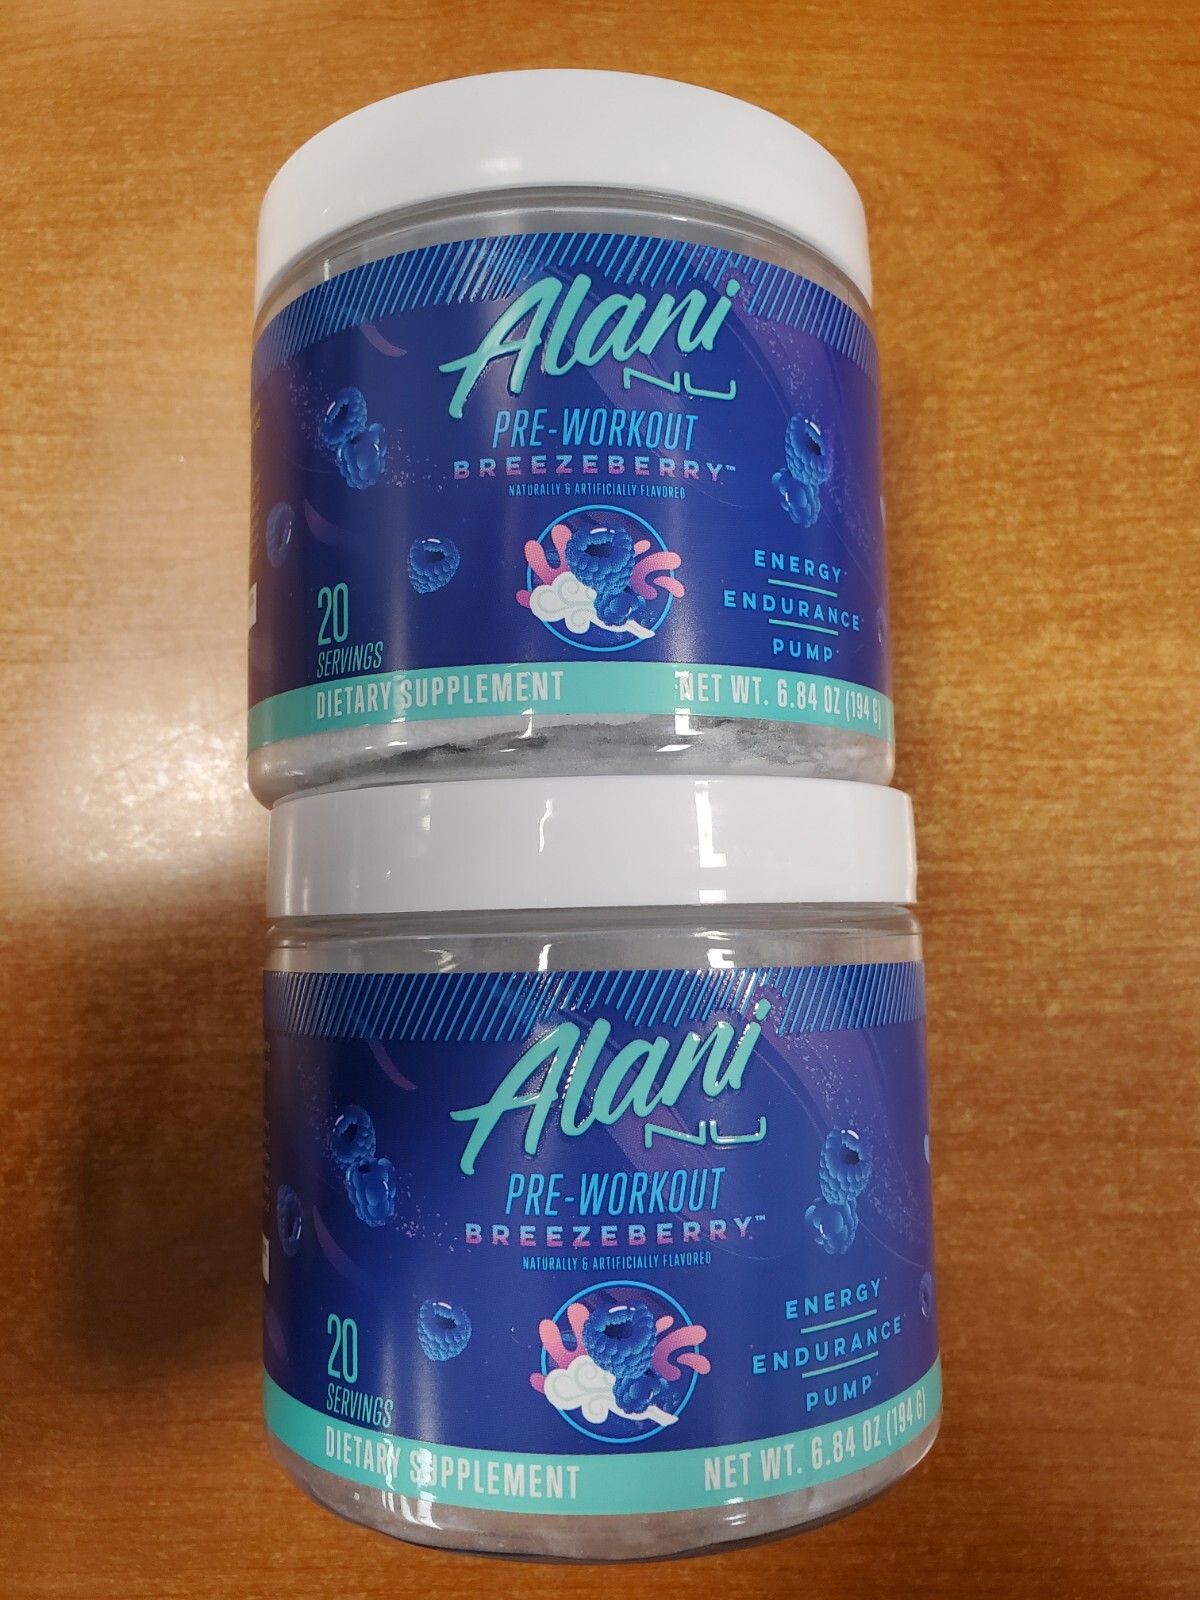 Alani
NU
PRE-WORKOUT
BREEZEBERRY™
NATURALLY & ARTIFICIALLY FLAVORED
ENERGY*
ENDURANCE*
PUMP*
20
SERVINGS
DIETARY SUPPLEMENT
NET WT. 6.84 OZ (194 G)
Alani
NU
PRE-WORKOUT
BREEZEBERRY™
NATURALLY & ARTIFICIALLY FLAVORED
ENERGY*
ENDURANCE*
PUMP*
20
SERVINGS
DIETARY SUPPLEMENT
NET WT. 6.84 OZ (194 G)